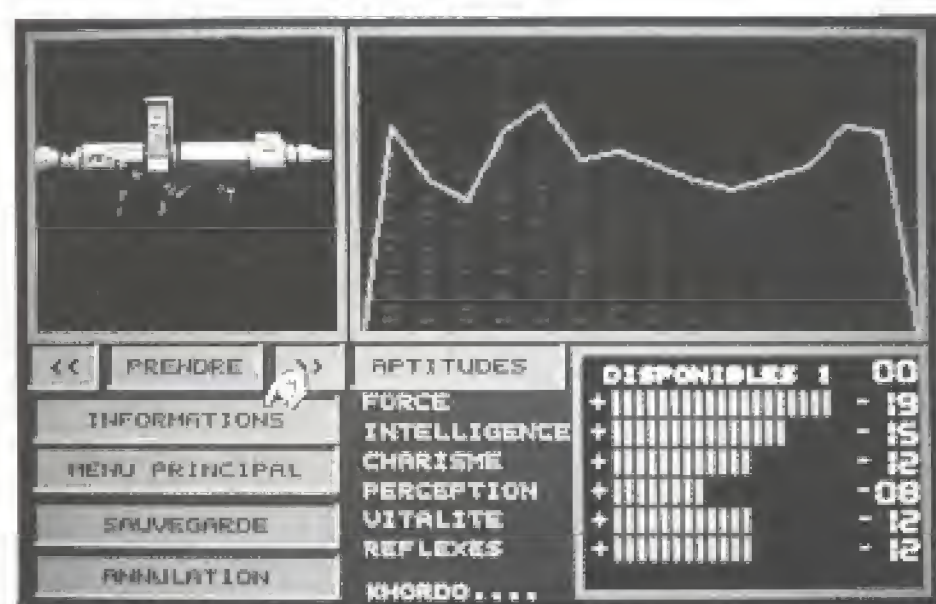 << PRENDRE >>
INFORMATIONS
MENU PRINCIPAL
SAUVEGARDE
ANNULATION
APTITUDES
DISPONIBLES : 00
FORCE + - 19
INTELLIGENCE + - 15
CHARISME + - 12
PERCEPTION + - 08
VITALITE + - 12
REFLEXES + - 12
KHORDO....